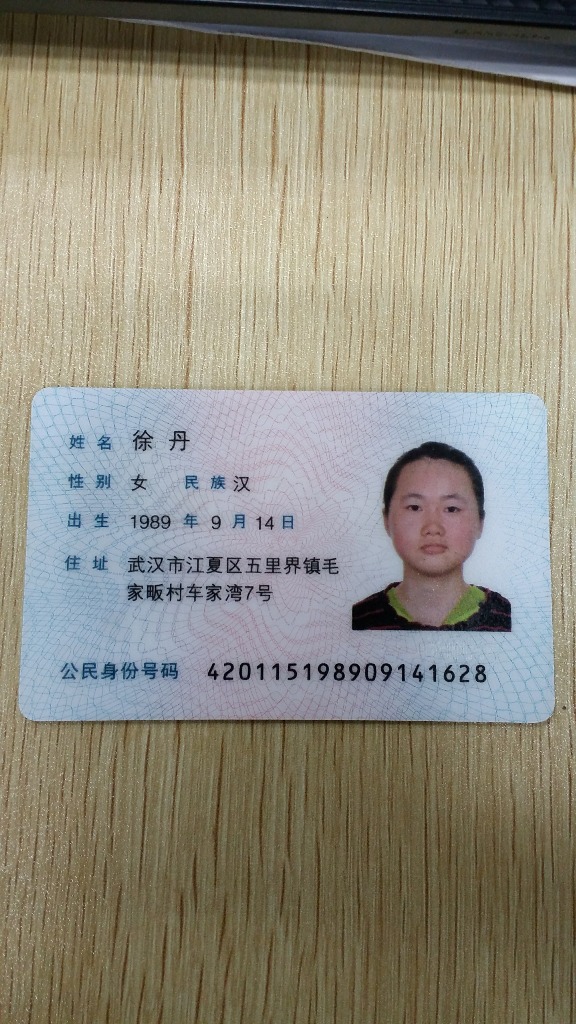 姓名 徐丹
性别 女 民族 汉
出生 1989 年 9 月 14 日
住址 武汉市江夏区五里界镇毛
家畈村车家湾7号
公民身份号码 420115198909141628